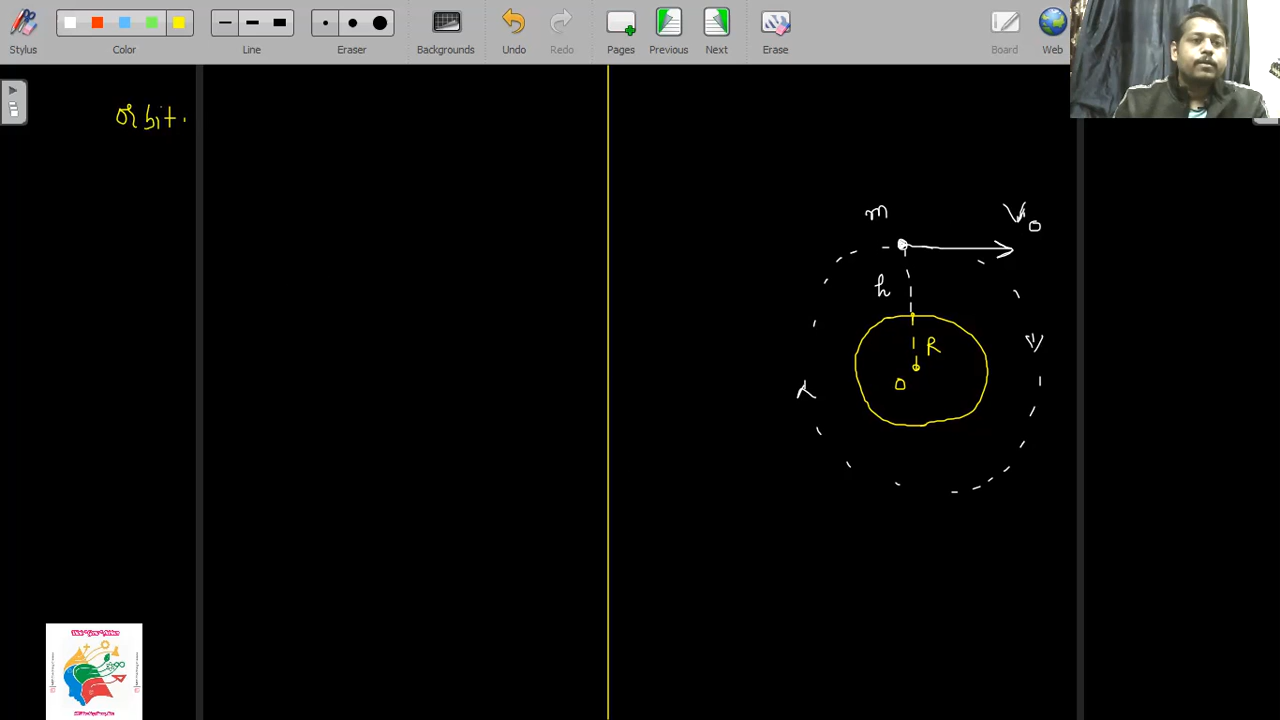 Stylus Color Line Eraser Backgrounds Undo Redo Pages Previous Next Erase Board Web
Orbit.
m
V₀
h
R
O